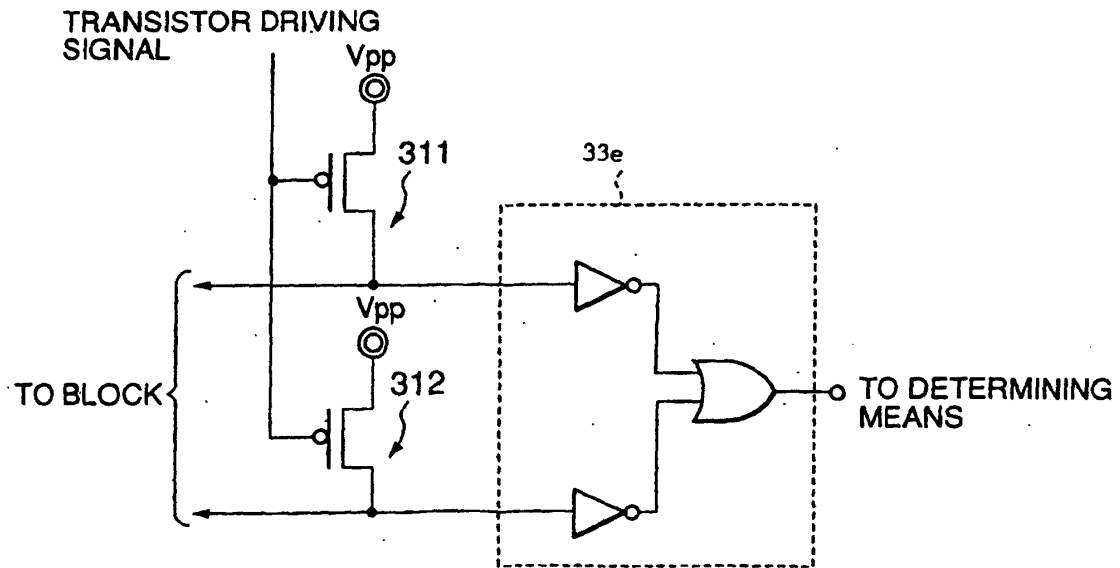 TRANSISTOR DRIVING
SIGNAL
Vpp
311
33e
Vpp
312
TO BLOCK
TO DETERMINING
MEANS